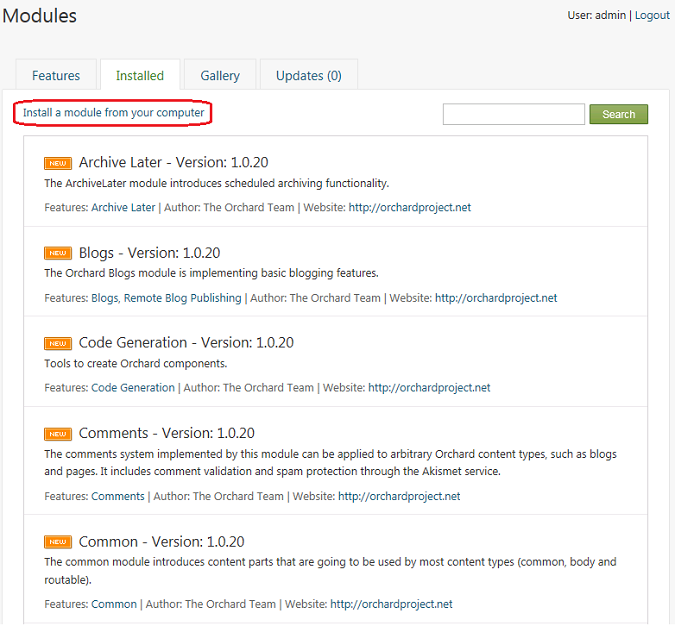 Modules
User: admin | Logout
Features
Installed
Gallery
Updates (0)
Install a module from your computer
Search
NEW Archive Later - Version: 1.0.20
The ArchiveLater module introduces scheduled archiving functionality.
Features: Archive Later | Author: The Orchard Team | Website: http://orchardproject.net
NEW Blogs - Version: 1.0.20
The Orchard Blogs module is implementing basic blogging features.
Features: Blogs, Remote Blog Publishing | Author: The Orchard Team | Website: http://orchardproject.net
NEW Code Generation - Version: 1.0.20
Tools to create Orchard components.
Features: Code Generation | Author: The Orchard Team | Website: http://orchardproject.net
NEW Comments - Version: 1.0.20
The comments system implemented by this module can be applied to arbitrary Orchard content types, such as blogs
and pages. It includes comment validation and spam protection through the Akismet service.
Features: Comments | Author: The Orchard Team | Website: http://orchardproject.net
NEW Common - Version: 1.0.20
The common module introduces content parts that are going to be used by most content types (common, body and
routable).
Features: Common | Author: The Orchard Team | Website: http://orchardproject.net